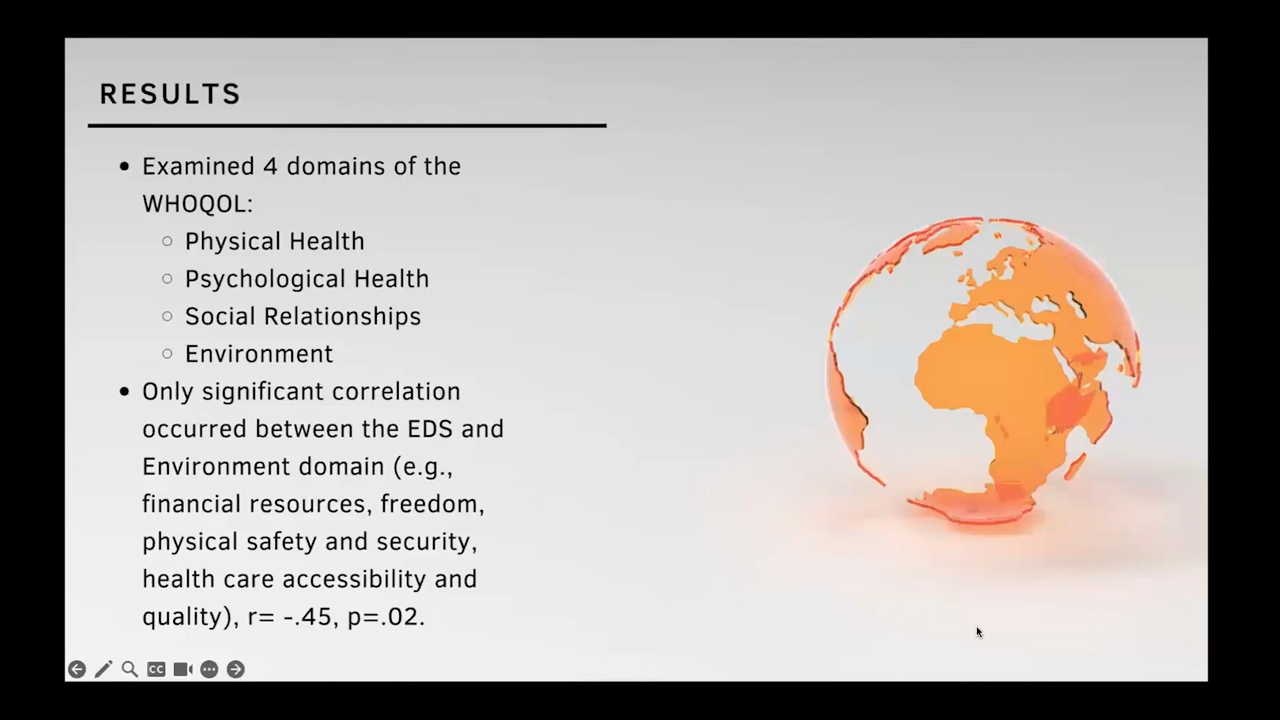 RESULTS
• Examined 4 domains of the
WHOQOL:
○ Physical Health
○ Psychological Health
○ Social Relationships
○ Environment
• Only significant correlation
occurred between the EDS and
Environment domain (e.g.,
financial resources, freedom,
physical safety and security,
health care accessibility and
quality), r= -.45, p=.02.
CC